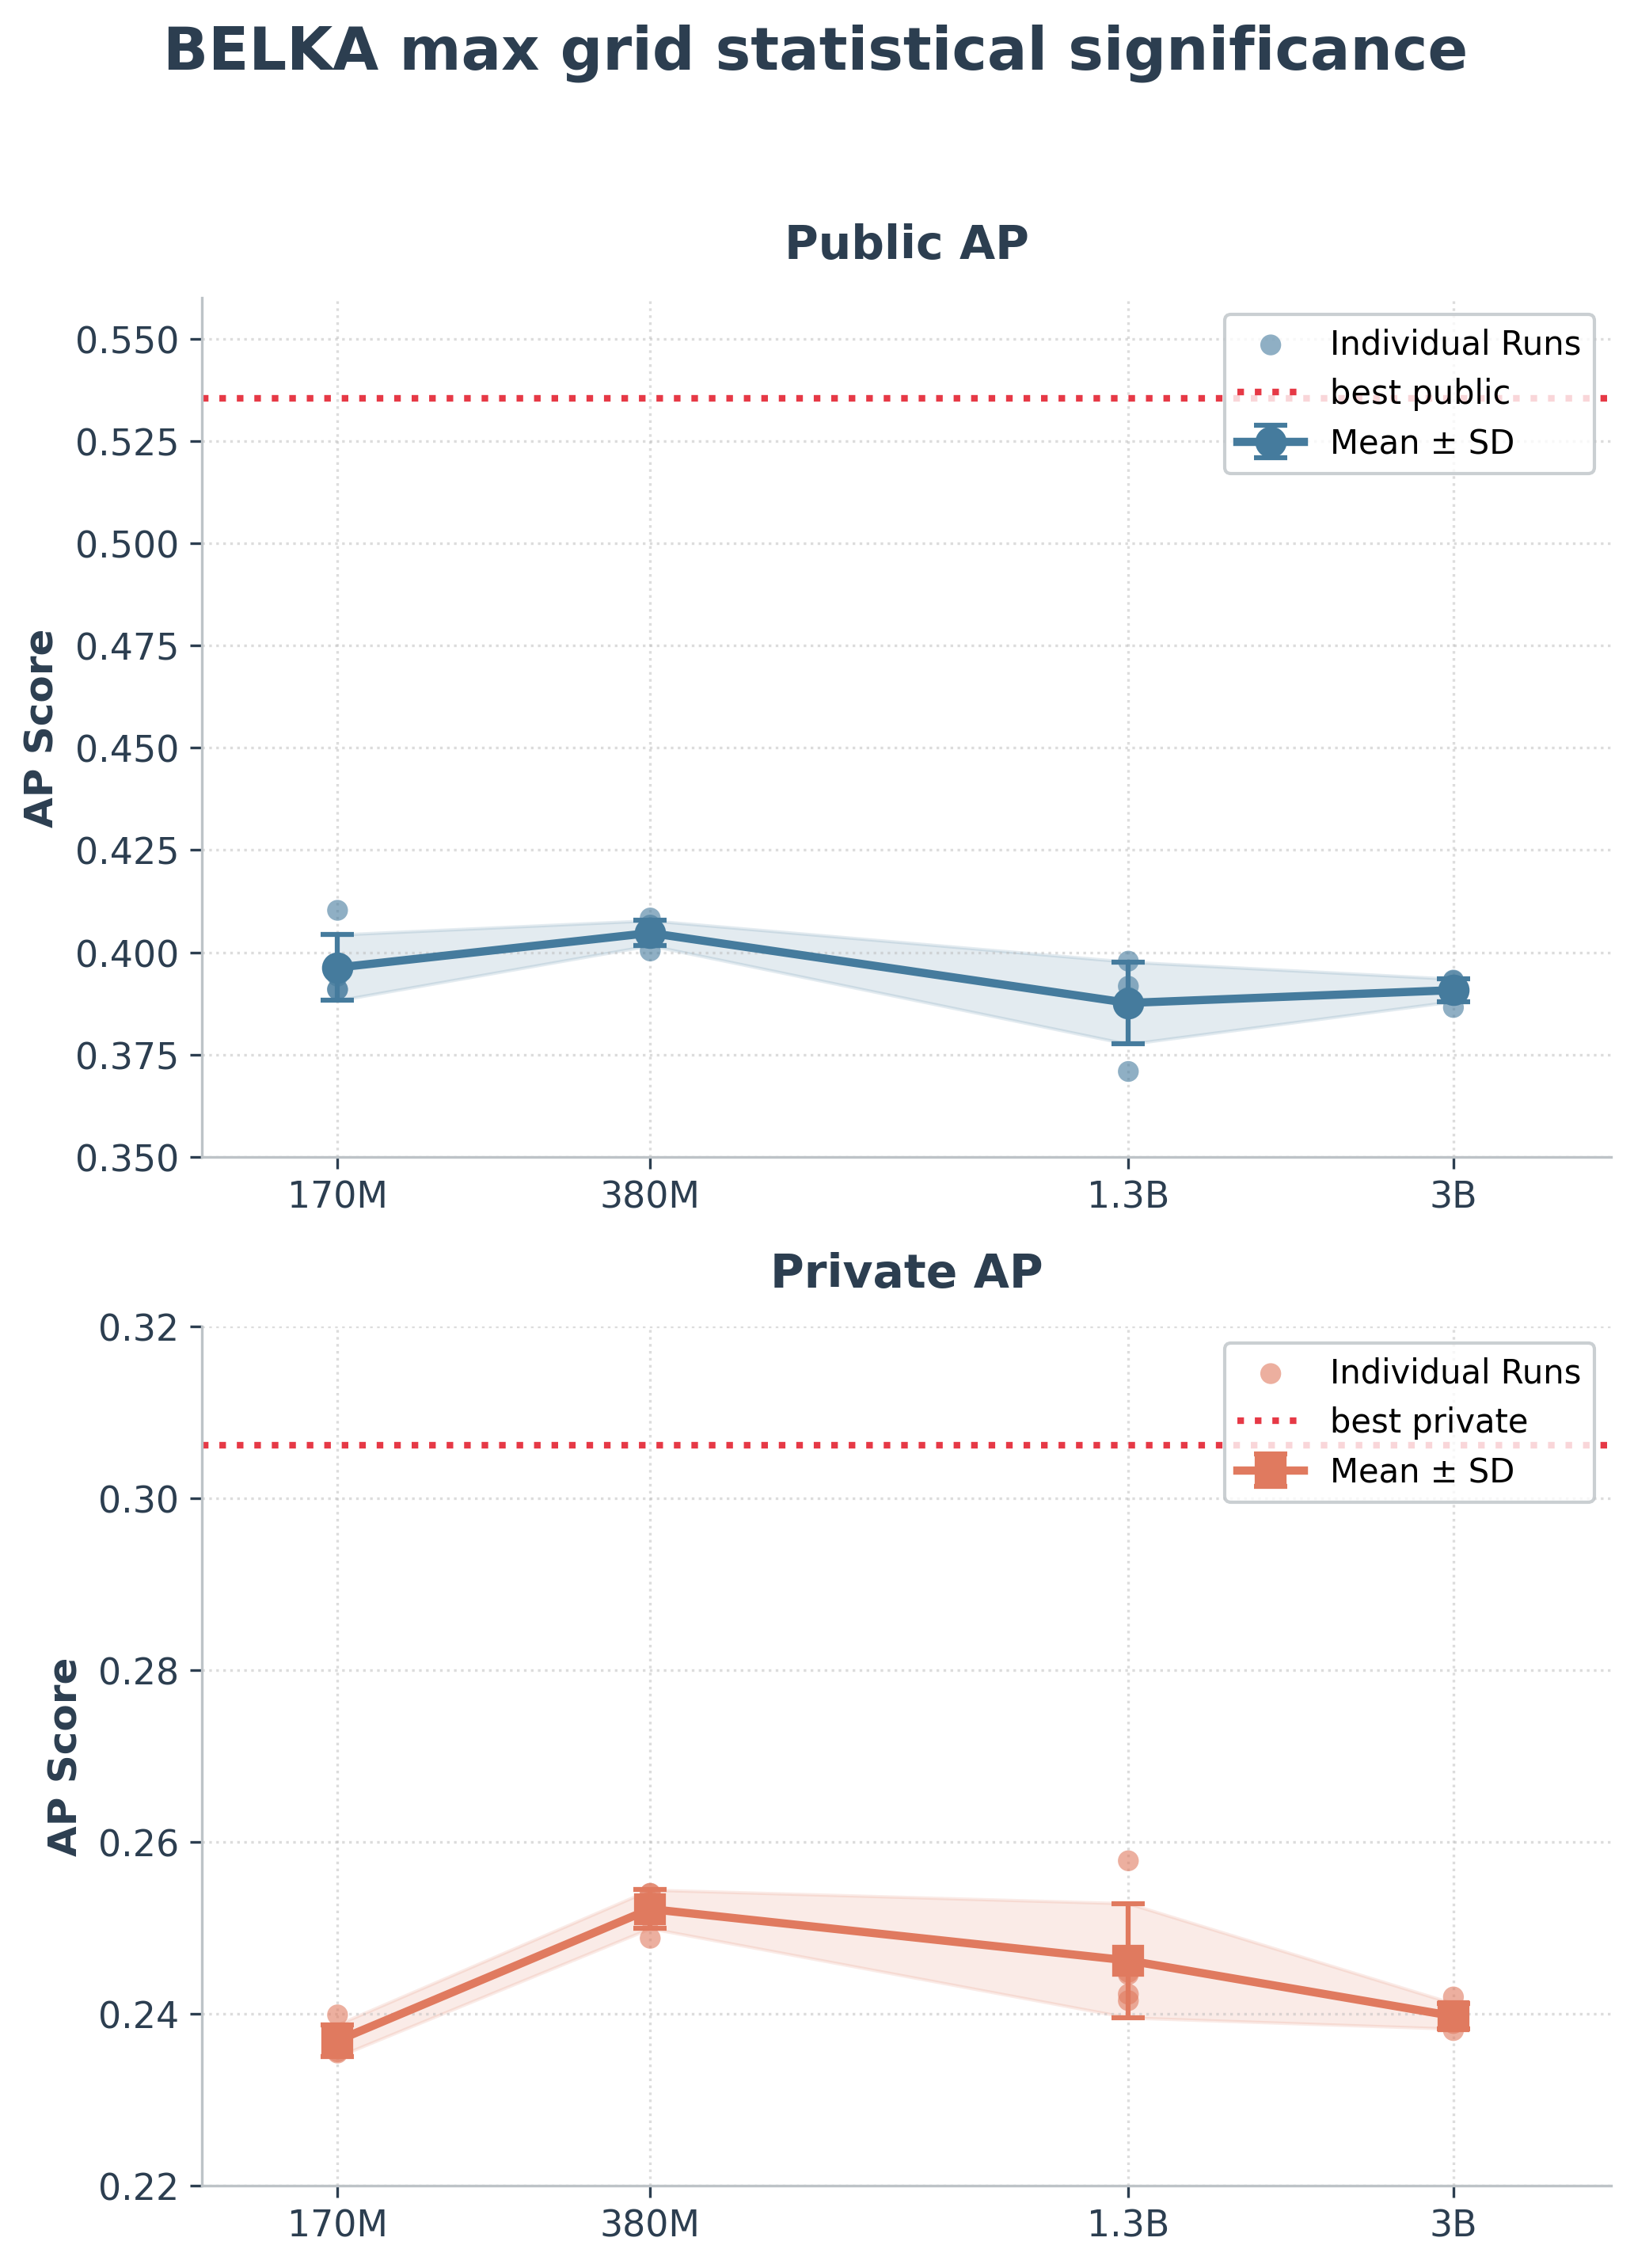 BELKA max grid statistical significance
Public AP
AP Score
0.550
0.525
0.500
0.475
0.450
0.425
0.400
0.375
0.350
Individual Runs
best public
Mean ± SD
170M
380M
1.3B
3B
Private AP
AP Score
0.32
0.30
0.28
0.26
0.24
0.22
Individual Runs
best private
Mean ± SD
170M
380M
1.3B
3B